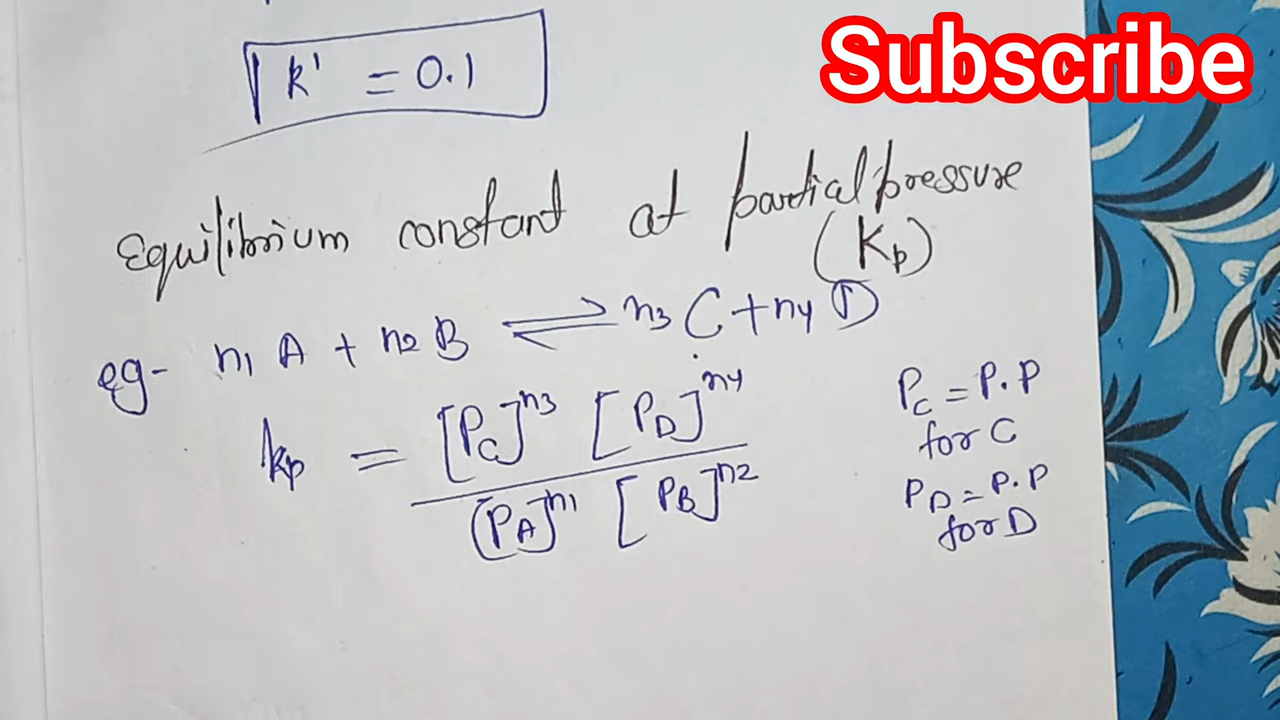 Subscribe
k' = 0.1
Equilibrium constant at partial pressure
(Kp)
eg- n1 A + n2 B ⇌ n3 C + n4 D
kp = [PC]^n3 [PD]^n4 / [PA]^n1 [PB]^n2
PC = P.P
for C
PD = P.P
for D